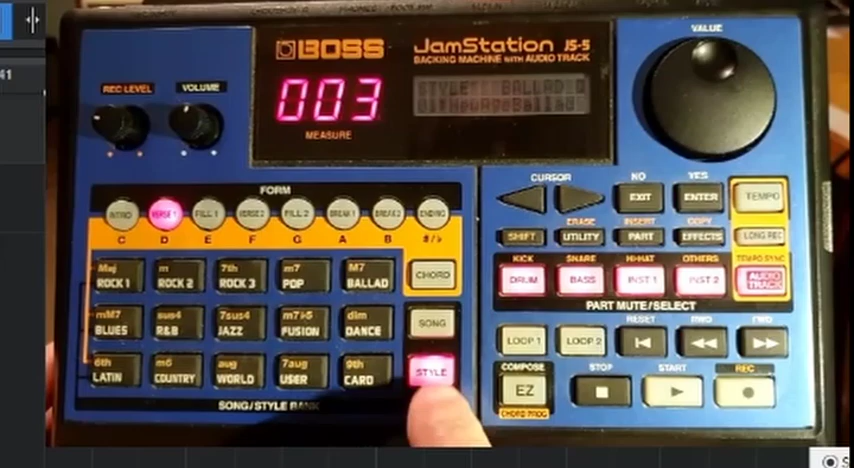 41
BOSS
JamStation JS-5
BACKING MACHINE WITH AUDIO TRACK
VALUE
REC LEVEL
VOLUME
003
MEASURE
STYLE
BALLAD
FORM
INTRO
VERSE 1
FILL 1
VERSE 2
FILL 2
BREAK 1
BREAK 2
ENDING
C
D
E
F
G
A
B
#/♭
Maj
ROCK 1
m
ROCK 2
7th
ROCK 3
m7
POP
M7
BALLAD
CHORD
mM7
BLUES
sus4
R&B
7sus4
JAZZ
m7♭5
FUSION
dim
DANCE
SONG
6th
LATIN
m6
COUNTRY
aug
WORLD
7aug
USER
9th
CARD
STYLE
SONG/STYLE BANK
CURSOR
NO
EXIT
YES
ENTER
TEMPO
SHIFT
ERASE
UTILITY
INSERT
PART
COPY
EFFECTS
LONG REC
KICK
DRUM
SNARE
BASS
HI-HAT
INST 1
OTHERS
INST 2
TEMPO SYNC
AUDIO
TRACK
PART MUTE/SELECT
LOOP 1
LOOP 2
RESET
RWD
FWD
COMPOSE
EZ
CHORD PROG
STOP
START
REC
S